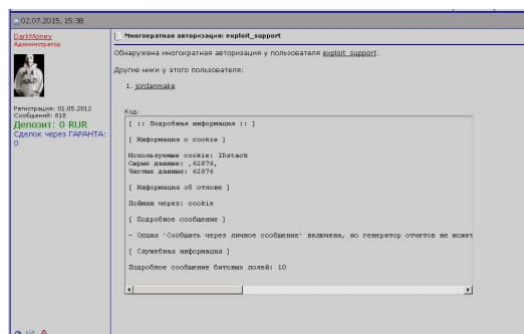 02.07.2015, 15:38
DarkMoney
Администратор
Регистрация: 01.05.2012
Сообщений: 818
Депозит: 0 RUR
Сделок через ГАРАНТА:
0
Многократная авторизация: exploit_support
Обнаружена многократная авторизация у пользователя exploit_support.
Другие ники у этого пользователя:
1. jordanmake
Код:
[ :: Подробная информация :: ]
[ Информация о cookie ]
Используемые cookie: IDstack
Сырые данные: ,62876,
Чистые данные: 62876
[ Информация об отлове ]
Пойман через: cookie
[ Подробное сообщение ]
- Опция 'Сообщать через личное сообщение' включена, но генератор отчетов не может
[ Служебная информация ]
Подробное сообщение битовых полей: 10